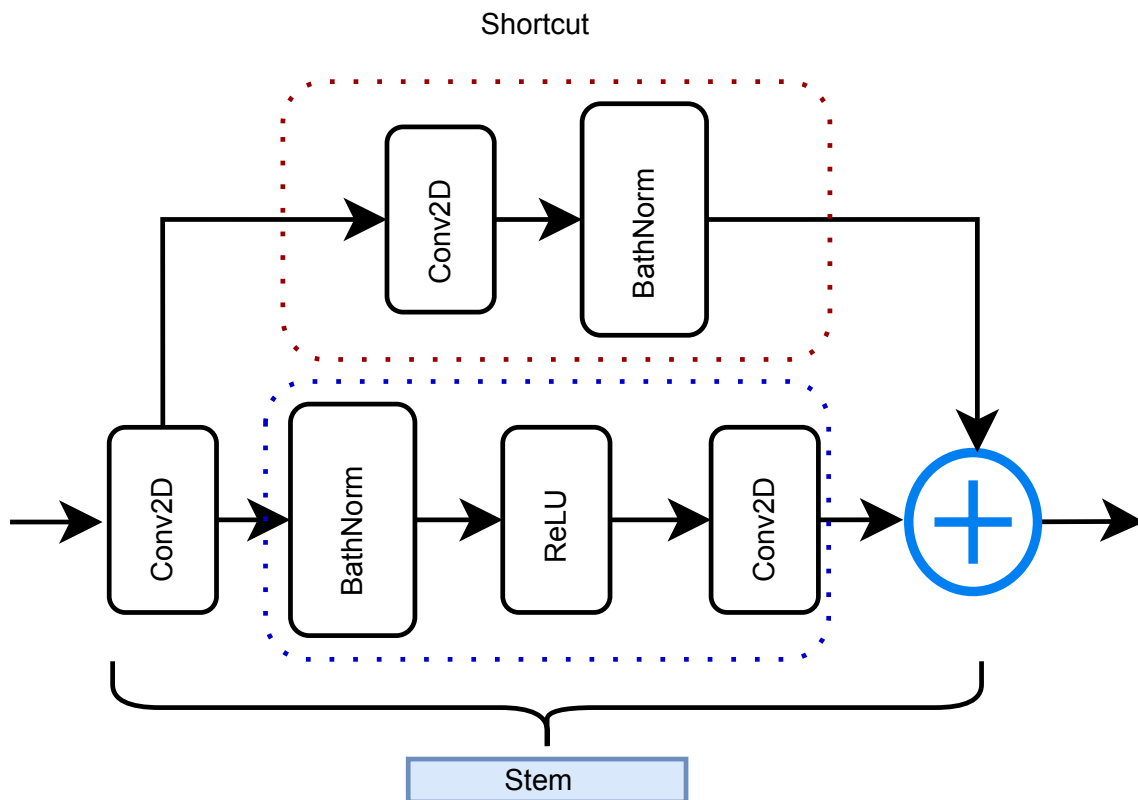 Shortcut
Conv2D
BathNorm
Conv2D
BathNorm
ReLU
Conv2D
Stem